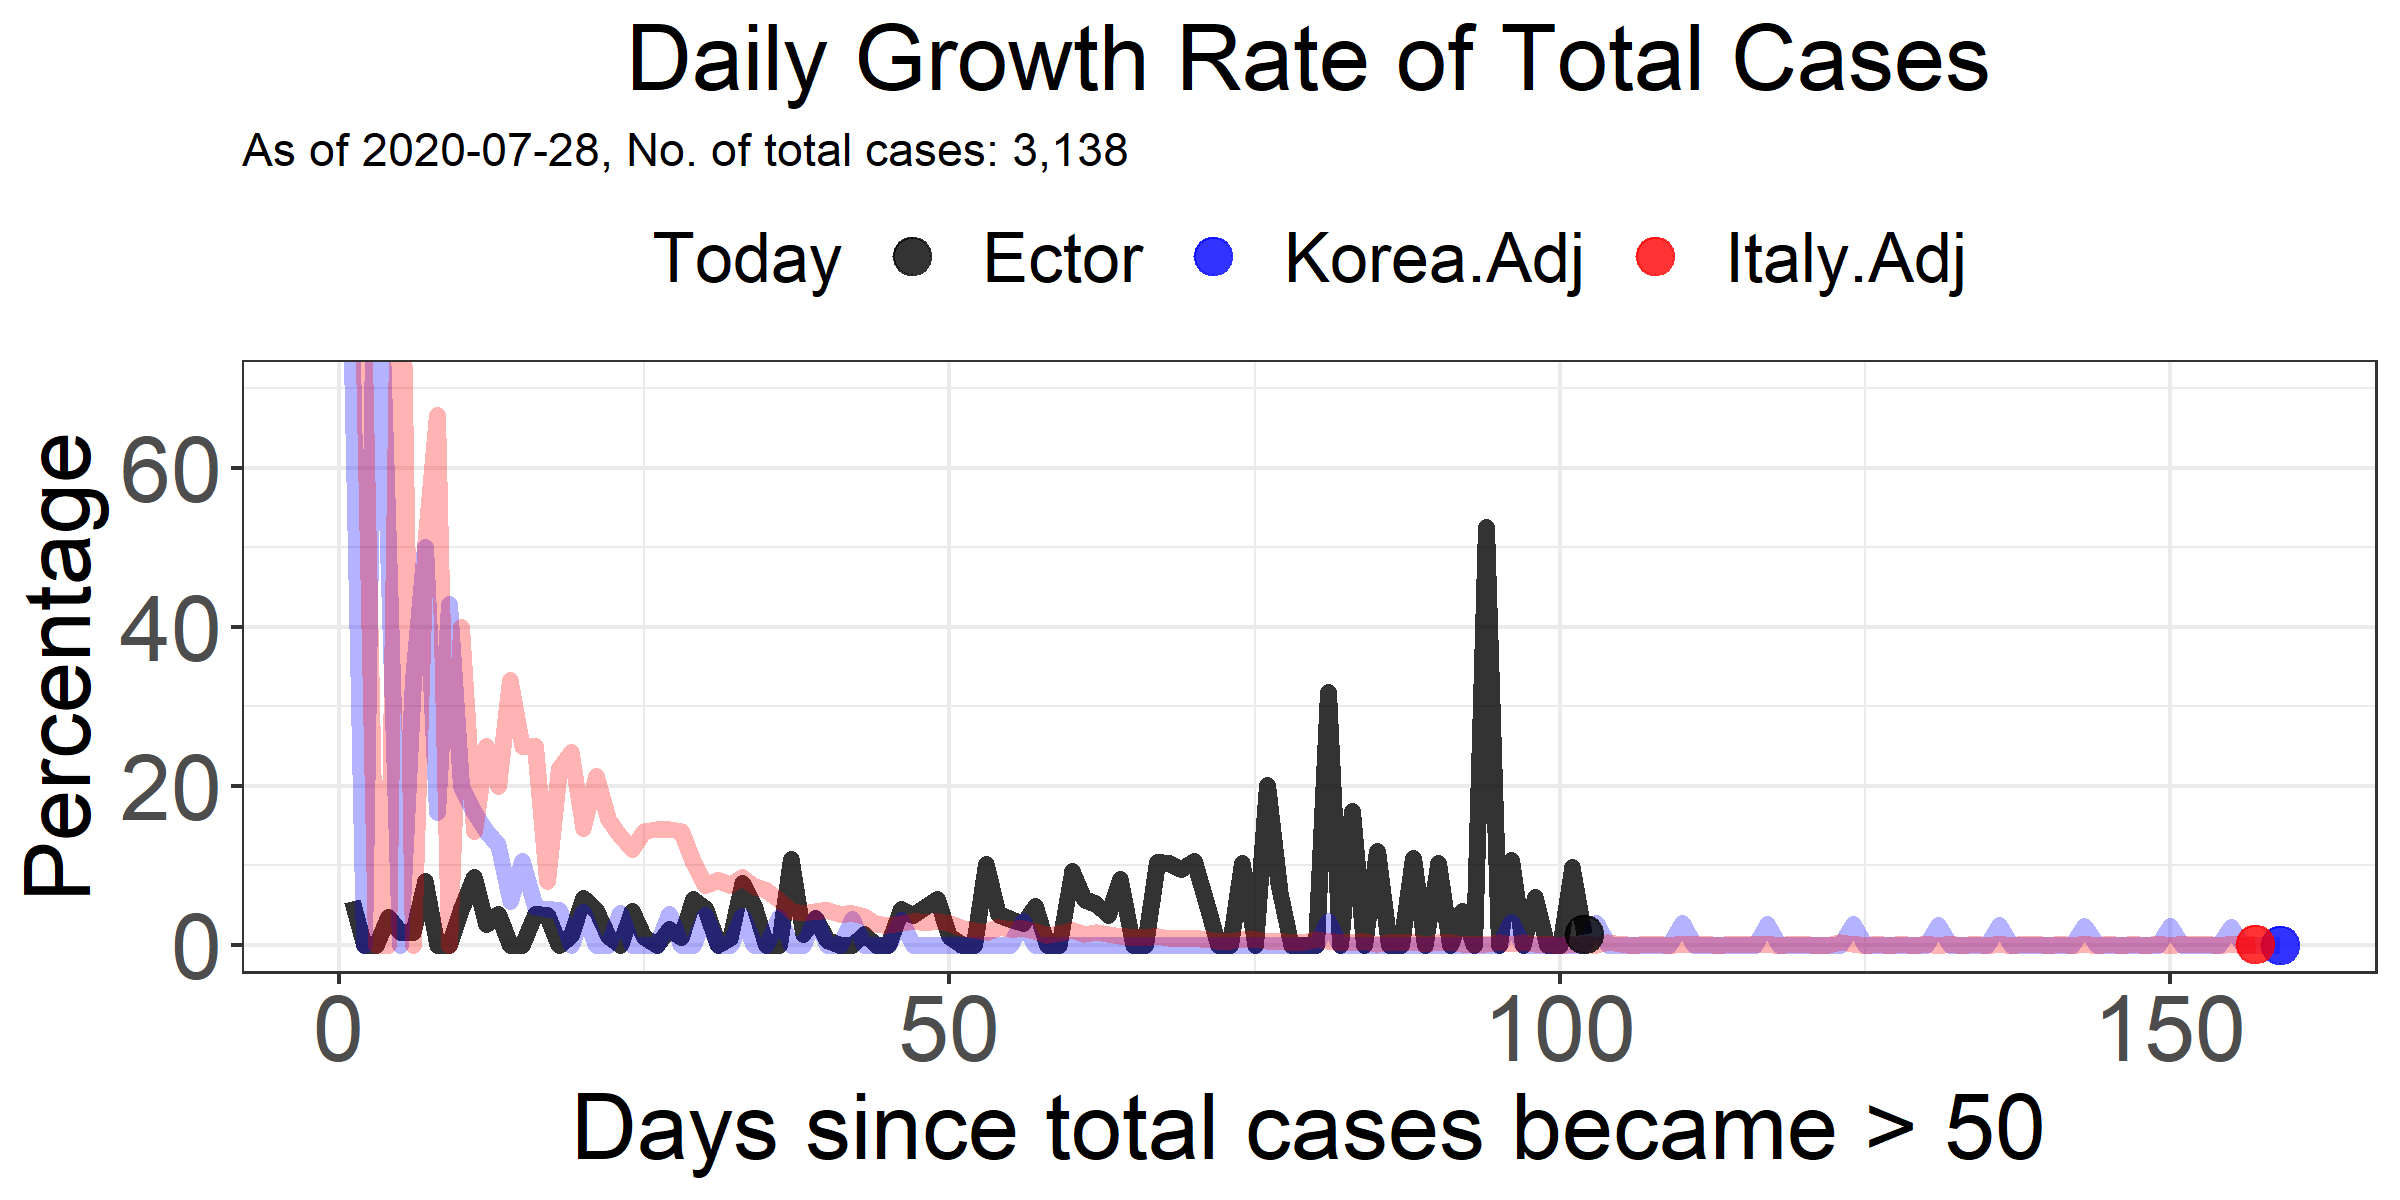 Daily Growth Rate of Total Cases
As of 2020-07-28, No. of total cases: 3,138
Today Ector Korea.Adj Italy.Adj
Percentage
60
40
20
0
0 50 100 150
Days since total cases became > 50